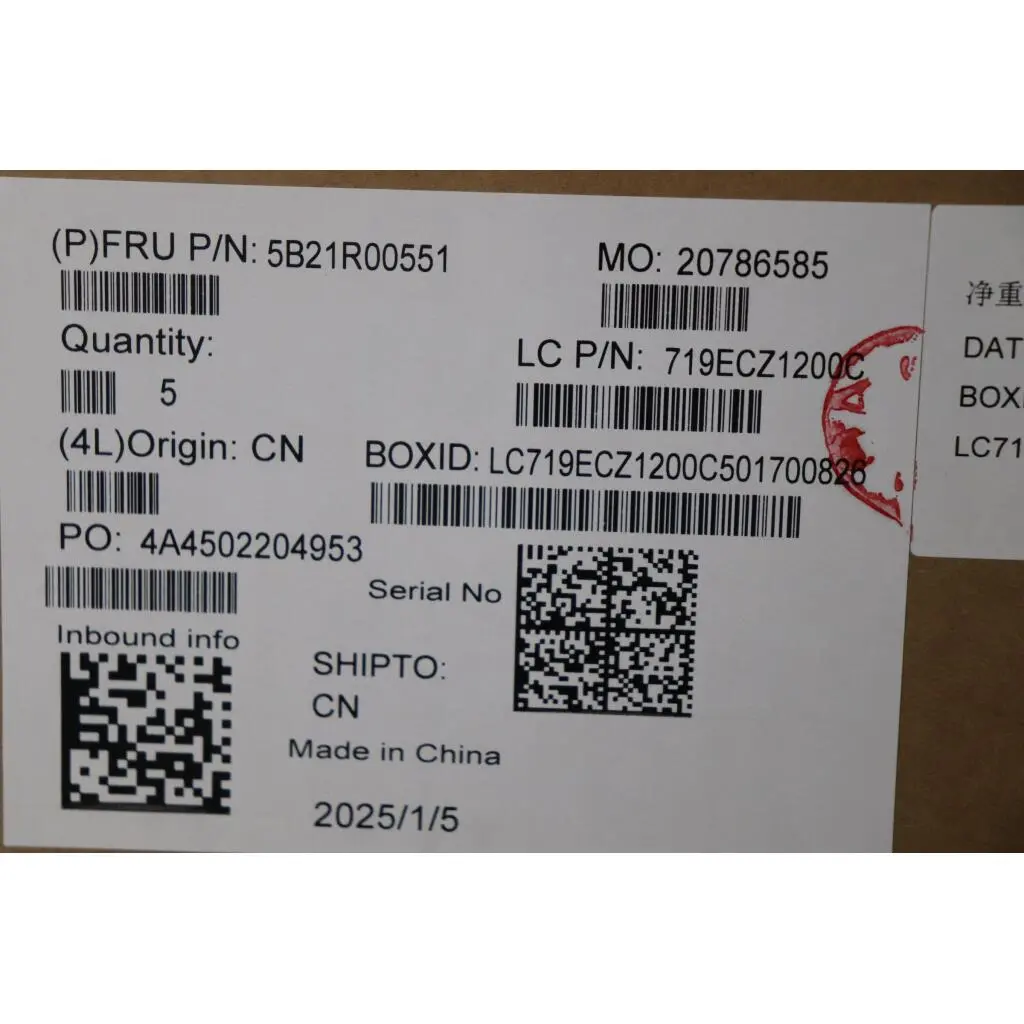 (P)FRU P/N: 5B21R00551
MO: 20786585
Quantity:
5
LC P/N: 719ECZ1200C
(4L)Origin: CN
BOXID: LC719ECZ1200C501700826
PO: 4A4502204953
Serial No
Inbound info
SHIPTO:
CN
Made in China
2025/1/5
净重
DAT
BOXI
LC71